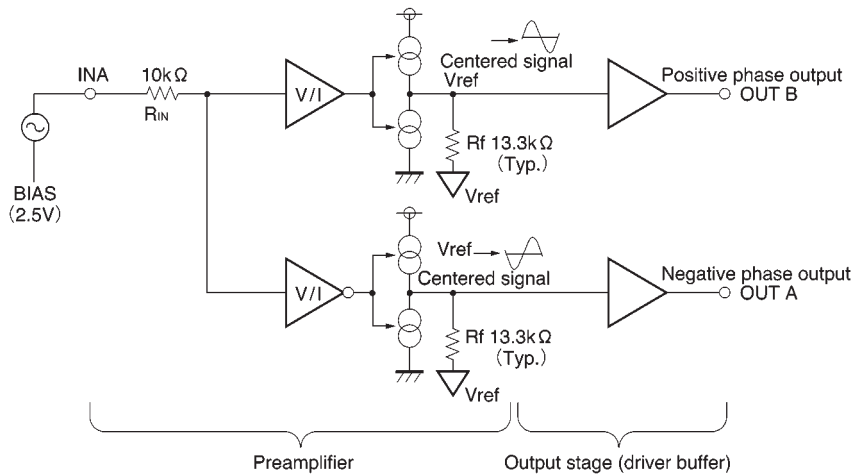 INA
10kΩ
RIN
BIAS
(2.5V)
V/I
Centered signal
Vref
Rf 13.3kΩ
(Typ.)
Vref
Positive phase output
OUT B
V/I
Vref
Centered signal
Rf 13.3kΩ
(Typ.)
Vref
Negative phase output
OUT A
Preamplifier
Output stage (driver buffer)